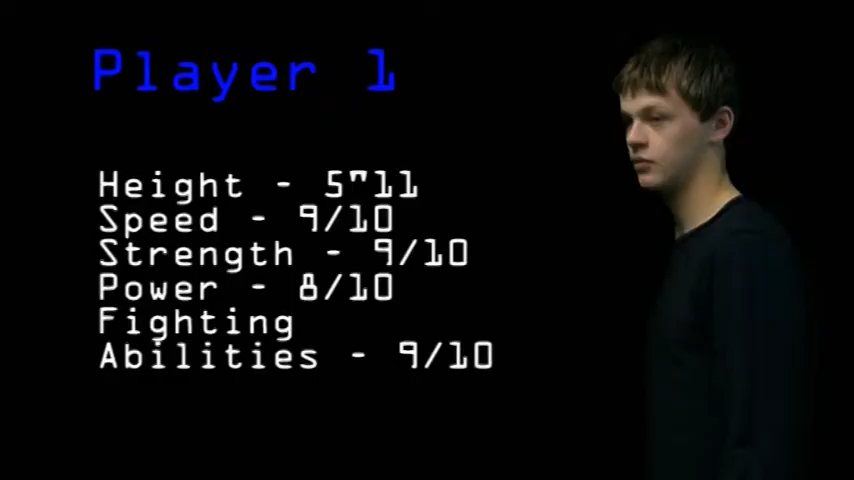 Player 1
Height - 5"11
Speed - 9/10
Strength - 9/10
Power - 8/10
Fighting
Abilities - 9/10